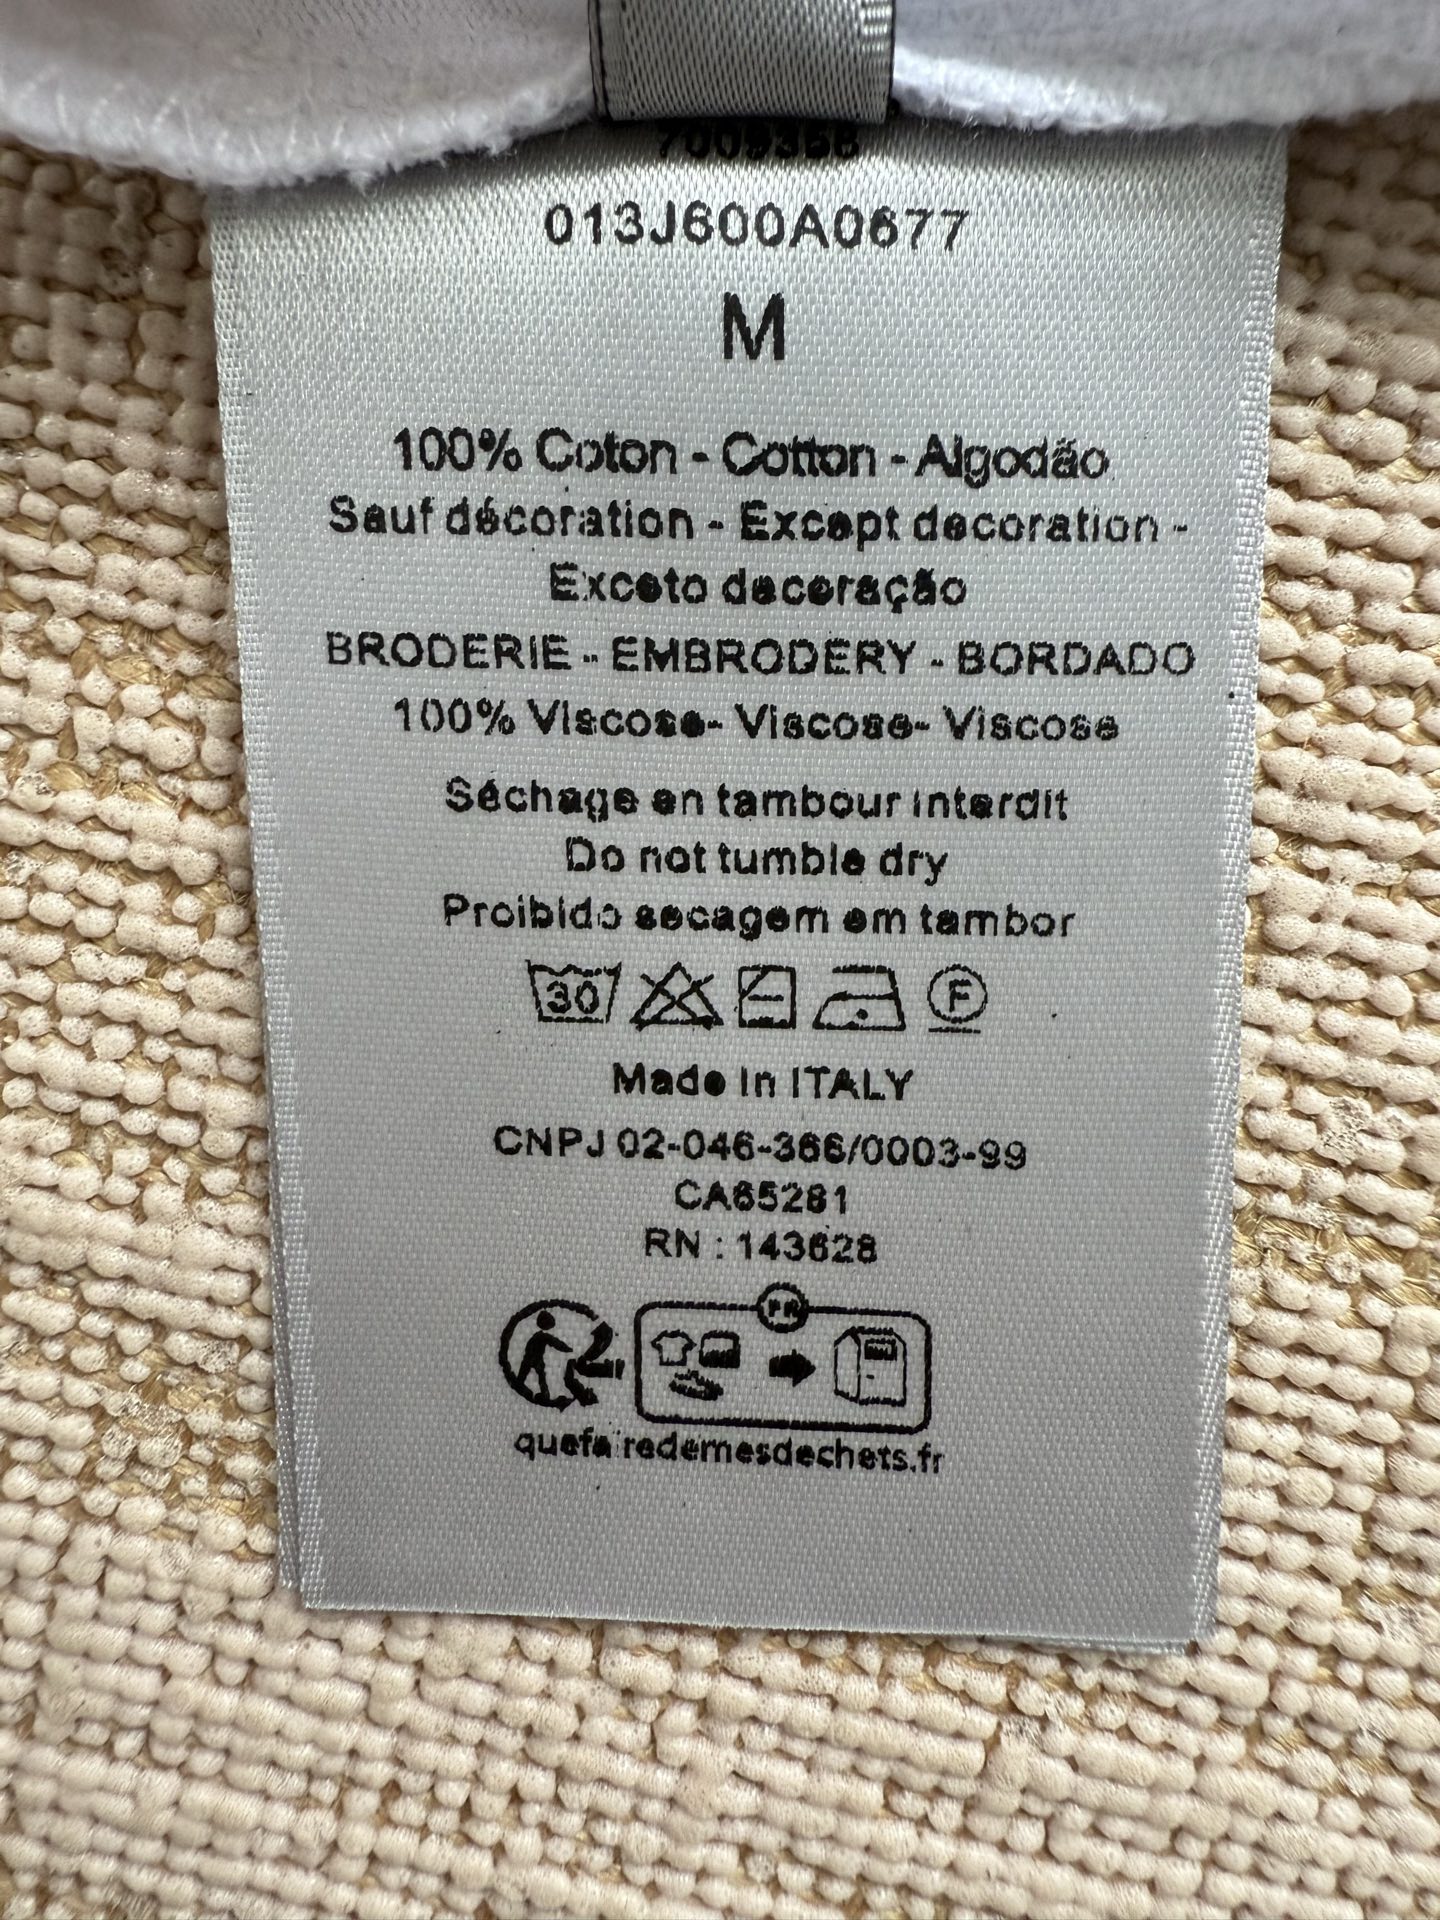 7009358
013J600A0677
M
100% Coton - Cotton - Algodão
Sauf décoration - Except decoration -
Exceto decoração
BRODERIE - EMBRODERY - BORDADO
100% Viscose- Viscose- Viscose
Séchage en tambour interdit
Do not tumble dry
Proibido secagem em tambor
30 F
Made in ITALY
CNPJ 02-046-366/0003-99
CA65281
RN : 143628
FR
quefairedemesdechets.fr